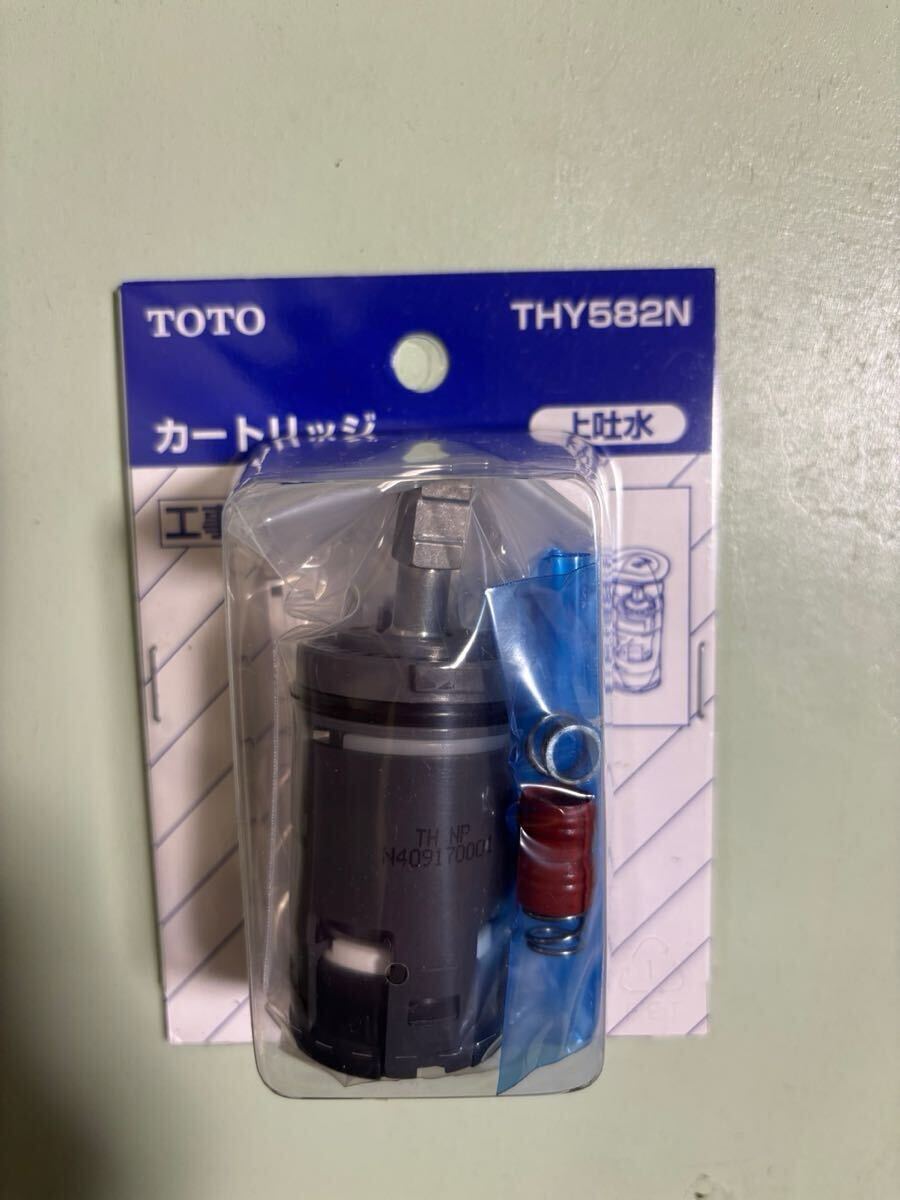 TOTO
THY582N
カートリッジ
上吐水
工事
TH NP
N409170001